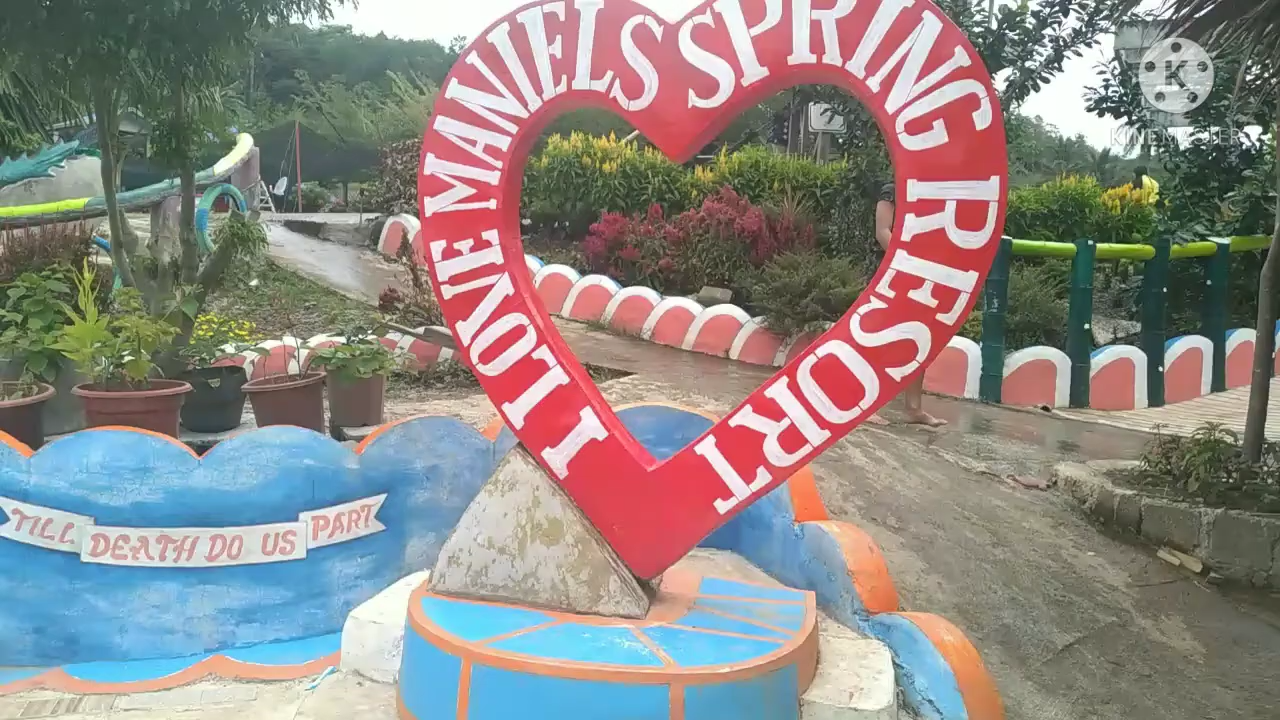 I LOVE MANIELS SPRING RESORT
TILL DEATH DO US PART
K
KINEMASTER